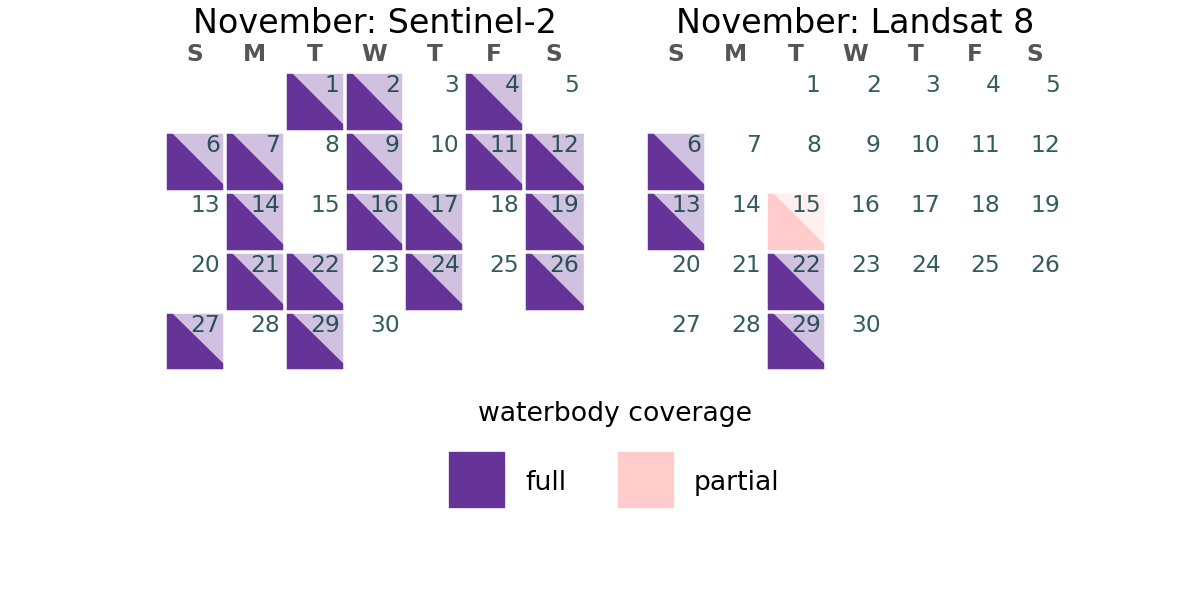 November: Sentinel-2
S M T W T F S
1 2 3 4 5
6 7 8 9 10 11 12
13 14 15 16 17 18 19
20 21 22 23 24 25 26
27 28 29 30
November: Landsat 8
S M T W T F S
1 2 3 4 5
6 7 8 9 10 11 12
13 14 15 16 17 18 19
20 21 22 23 24 25 26
27 28 29 30
waterbody coverage
full
partial